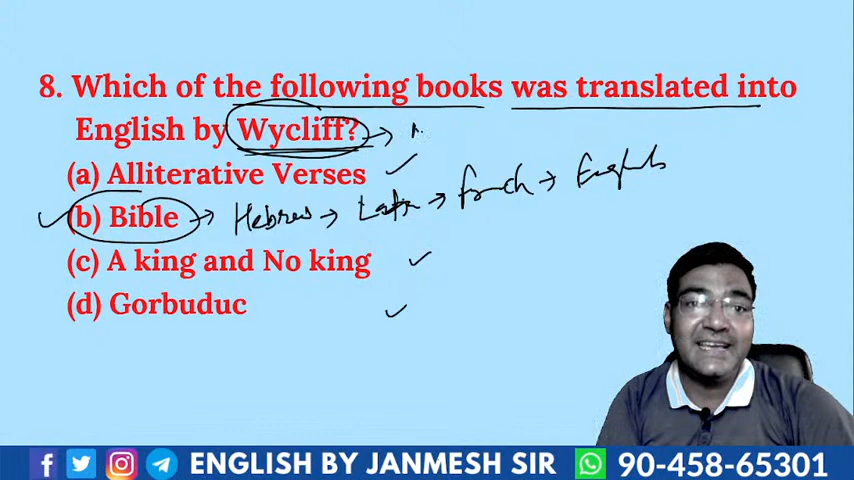 8. Which of the following books was translated into
English by Wycliff? →
(a) Alliterative Verses
(b) Bible → Hebrew → Latin → French → English
(c) A king and No king
(d) Gorbuduc
ENGLISH BY JANMESH SIR 90-458-65301